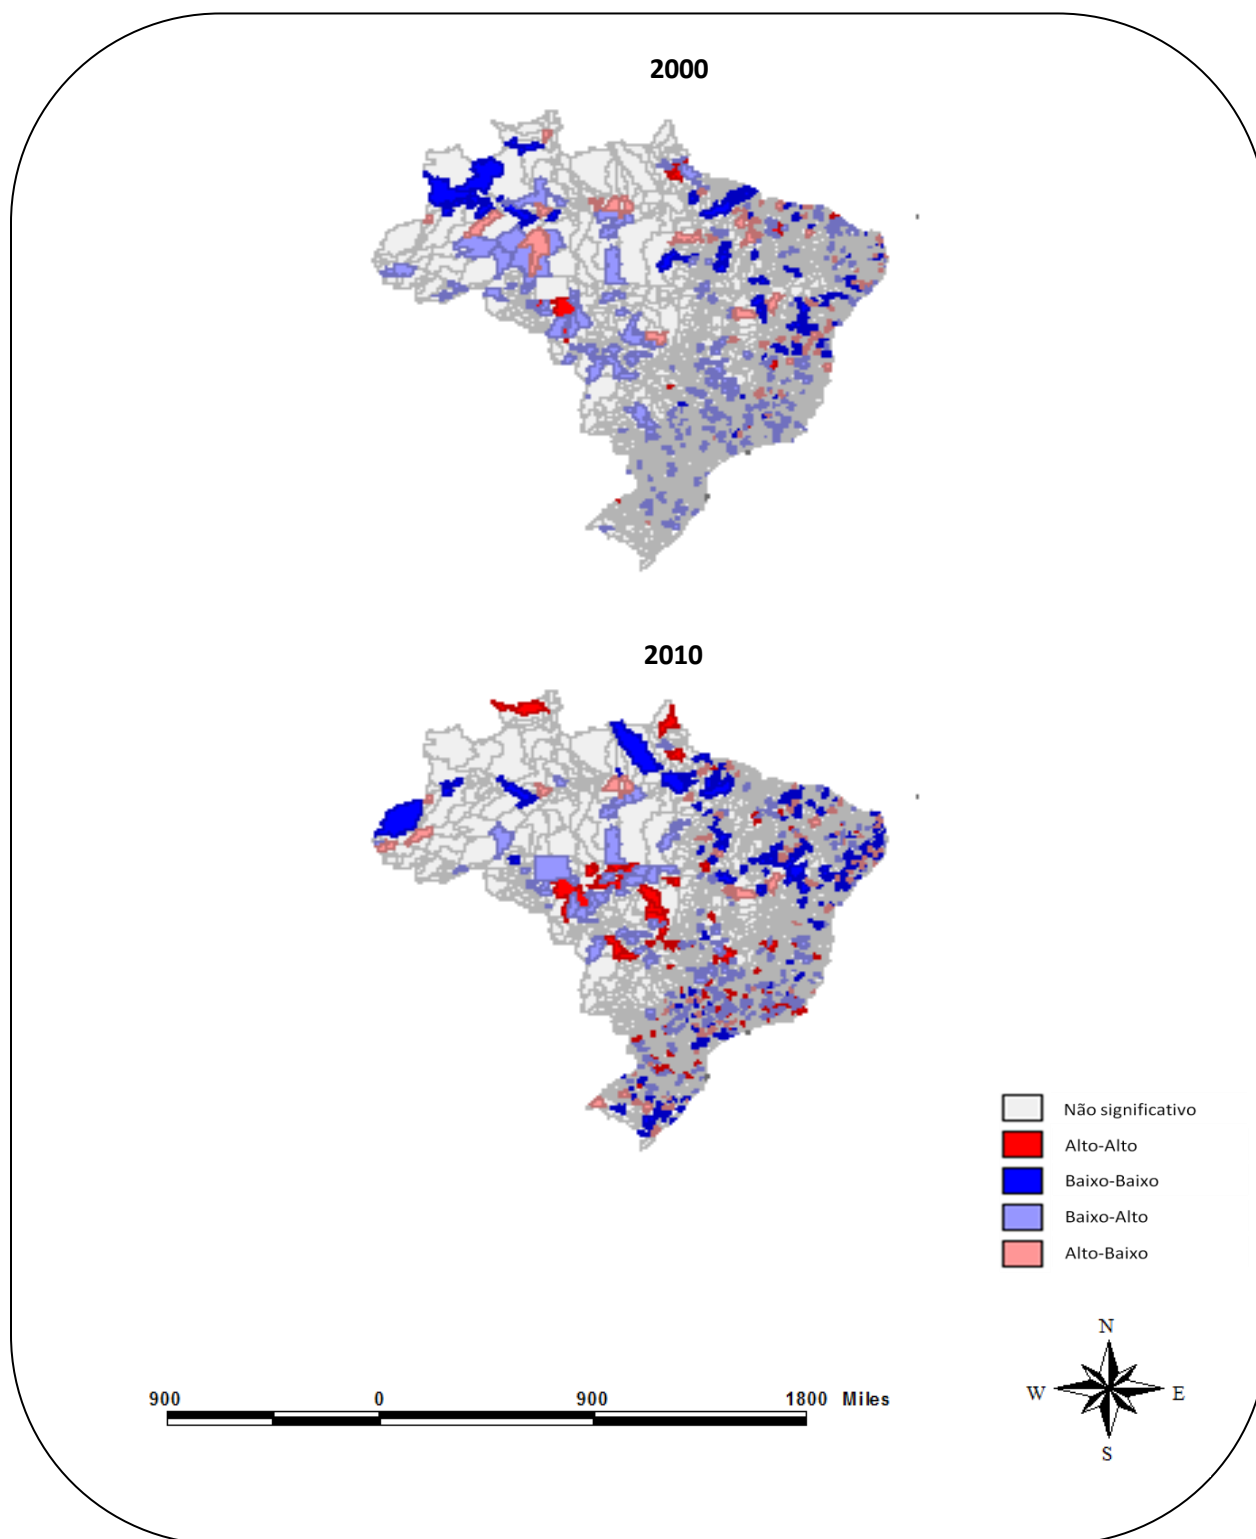 2000
2010
Não significativo
Alto-Alto
Baixo-Baixo
Baixo-Alto
Alto-Baixo
N
W E
S
900 0 900 1800 Miles